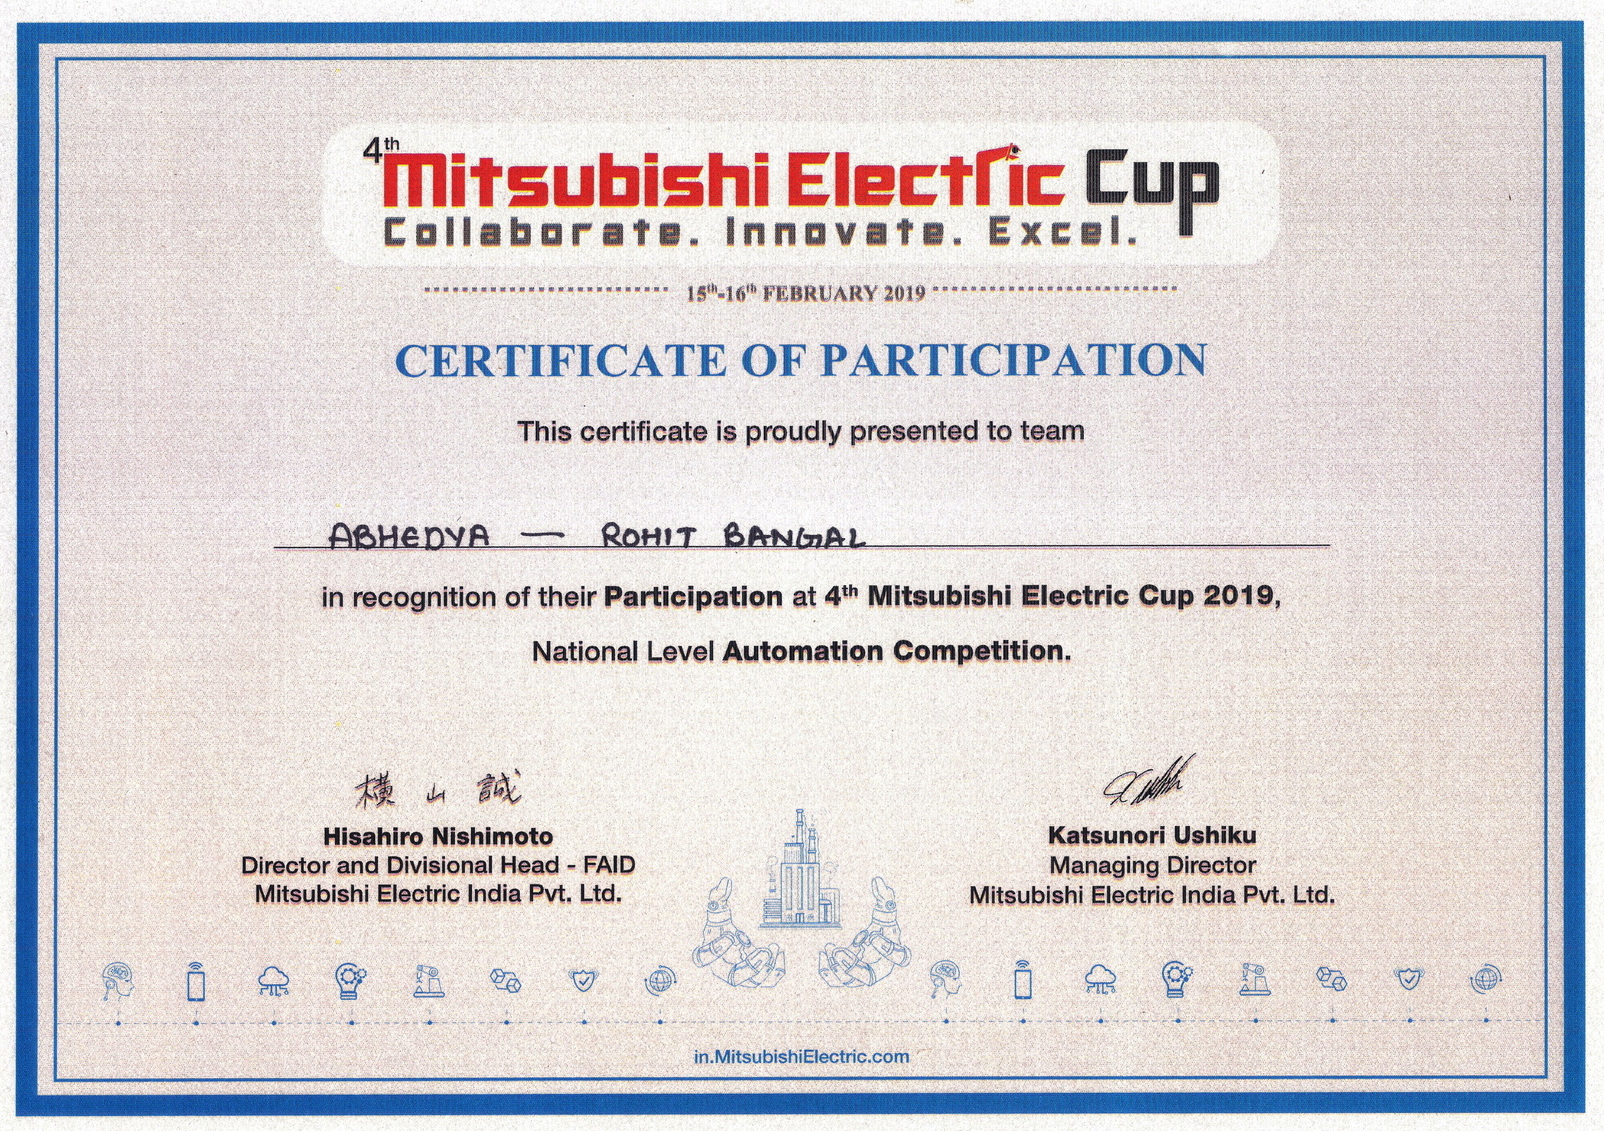 4th Mitsubishi Electric Cup
Collaborate. Innovate. Excel.
15th-16th FEBRUARY 2019
CERTIFICATE OF PARTICIPATION
This certificate is proudly presented to team
ABHEDYA — ROHIT BANGAL
in recognition of their Participation at 4th Mitsubishi Electric Cup 2019,
National Level Automation Competition.
横山 誠
Hisahiro Nishimoto
Director and Divisional Head - FAID
Mitsubishi Electric India Pvt. Ltd.
Katsunori Ushiku
Managing Director
Mitsubishi Electric India Pvt. Ltd.
in.MitsubishiElectric.com